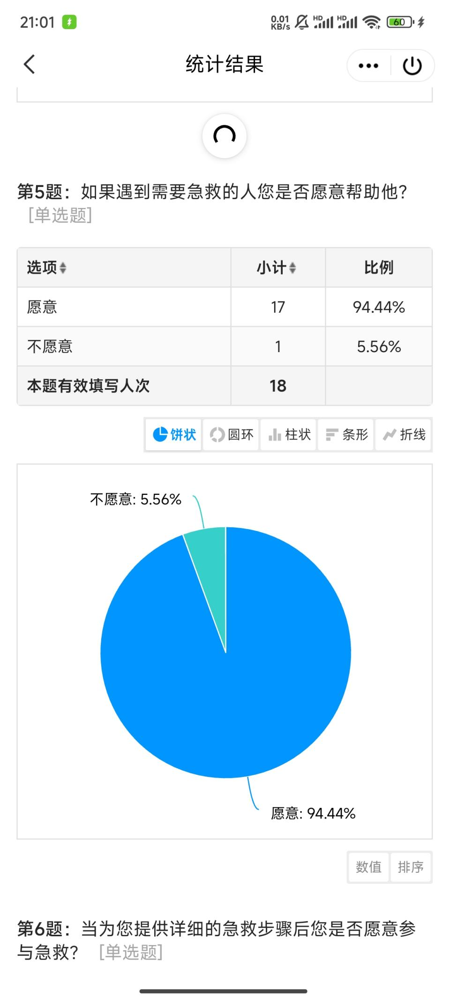 21:01
0.01
KB/s
HD
HD
60
统计结果
第5题：如果遇到需要急救的人您是否愿意帮助他?
[单选题]
选项 小计 比例
愿意 17 94.44%
不愿意 1 5.56%
本题有效填写人次 18
饼状 圆环 柱状 条形 折线
不愿意: 5.56%
愿意: 94.44%
数值 排序
第6题：当为您提供详细的急救步骤后您是否愿意参
与急救? [单选题]